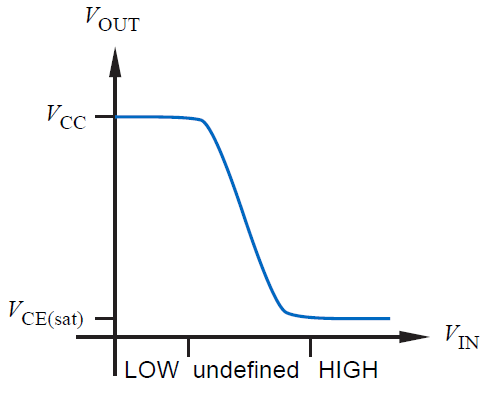 VOUT
VCC
VCE(sat)
VIN
LOW undefined HIGH